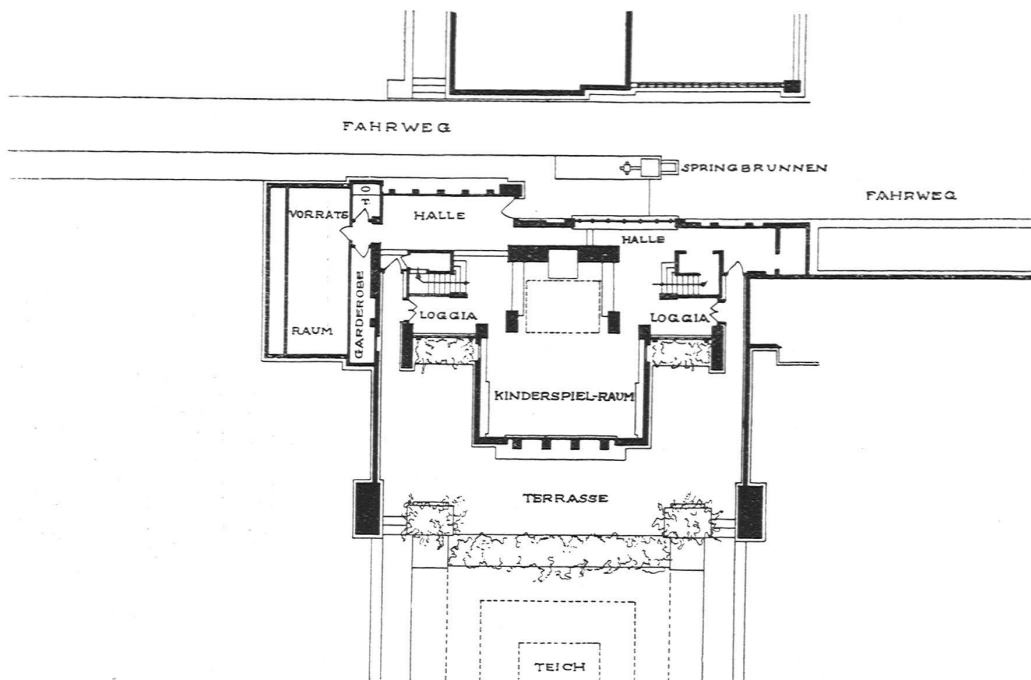 FAHRWEG
SPRINGBRUNNEN
FAHRWEG
VORRATS
HALLE
HALLE
GARDEROBE
LOGGIA
LOGGIA
RAUM
KINDERSPIEL-RAUM
TERRASSE
TEICH